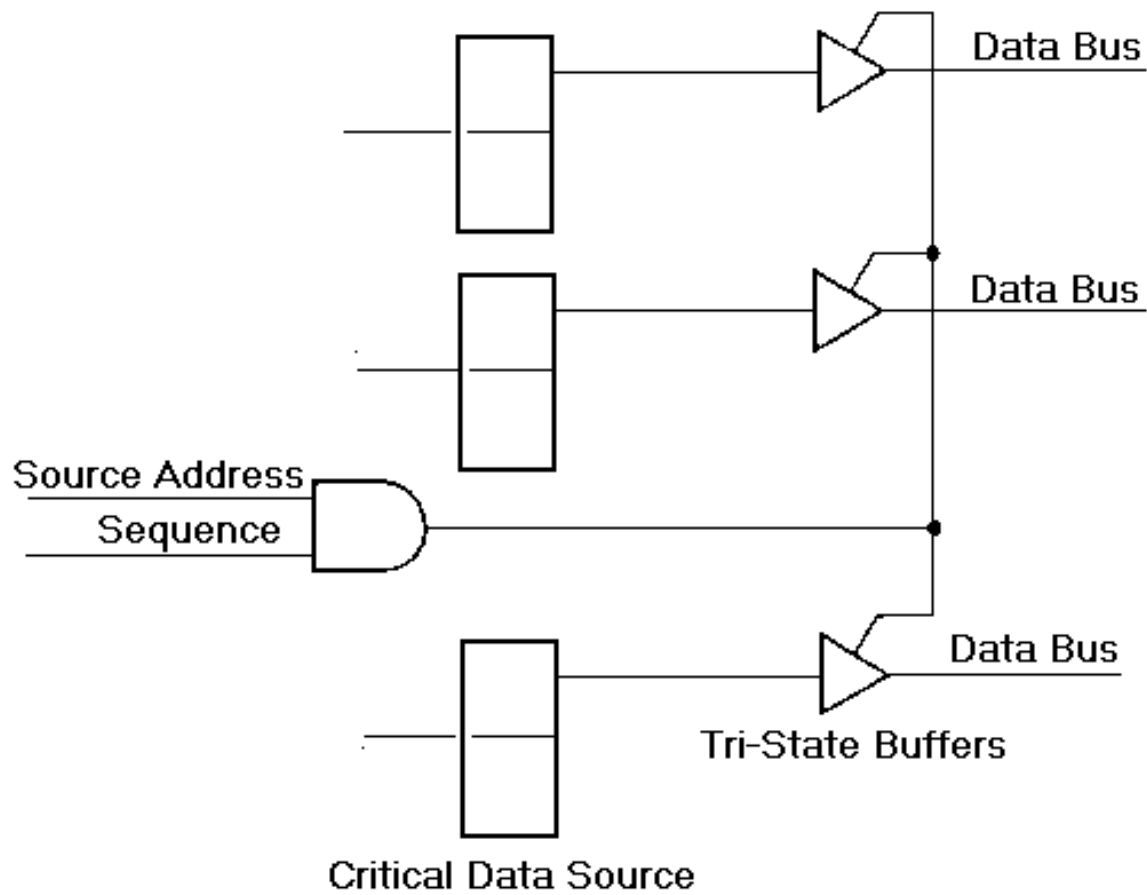 Data Bus
Data Bus
Source Address
Sequence
Data Bus
Tri-State Buffers
Critical Data Source